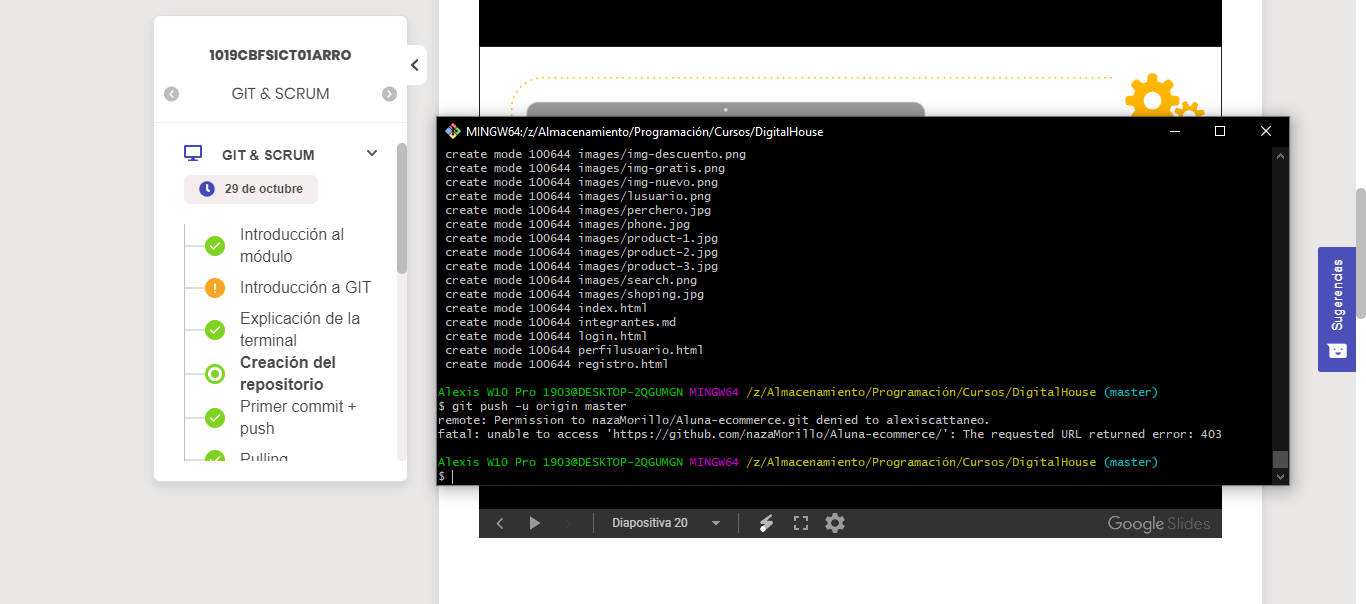 1019CBFSICT01ARRO
GIT & SCRUM
GIT & SCRUM
29 de octubre
Introducción al
módulo
Introducción a GIT
Explicación de la
terminal
Creación del
repositorio
Primer commit +
push
Pulling
MINGW64:/z/Almacenamiento/Programación/Cursos/DigitalHouse
create mode 100644 images/img-descuento.png
create mode 100644 images/img-gratis.png
create mode 100644 images/img-nuevo.png
create mode 100644 images/lusuario.png
create mode 100644 images/perchero.jpg
create mode 100644 images/phone.jpg
create mode 100644 images/product-1.jpg
create mode 100644 images/product-2.jpg
create mode 100644 images/product-3.jpg
create mode 100644 images/search.png
create mode 100644 images/shoping.jpg
create mode 100644 index.html
create mode 100644 integrantes.md
create mode 100644 login.html
create mode 100644 perfilusuario.html
create mode 100644 registro.html
Alexis W10 Pro 1903@DESKTOP-2QGUMGN MINGW64 /z/Almacenamiento/Programación/Cursos/DigitalHouse (master)
$ git push -u origin master
remote: Permission to nazaMorillo/Aluna-ecommerce.git denied to alexiscattaneo.
fatal: unable to access 'https://github.com/nazaMorillo/Aluna-ecommerce/': The requested URL returned error: 403
Alexis W10 Pro 1903@DESKTOP-2QGUMGN MINGW64 /z/Almacenamiento/Programación/Cursos/DigitalHouse (master)
$
Diapositiva 20
Google Slides
Sugerencias